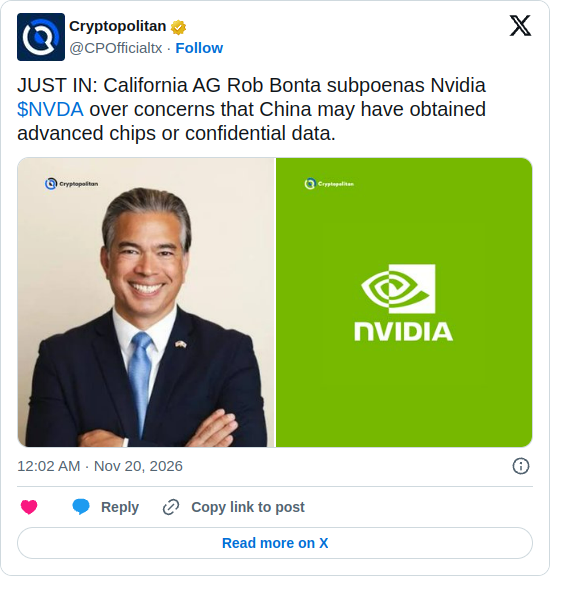 Cryptopolitan
@CPOfficialtx · Follow
JUST IN: California AG Rob Bonta subpoenas Nvidia
$NVDA over concerns that China may have obtained
advanced chips or confidential data.
Cryptopolitan
Cryptopolitan
NVIDIA
12:02 AM · Nov 20, 2026
Reply
Copy link to post
Read more on X